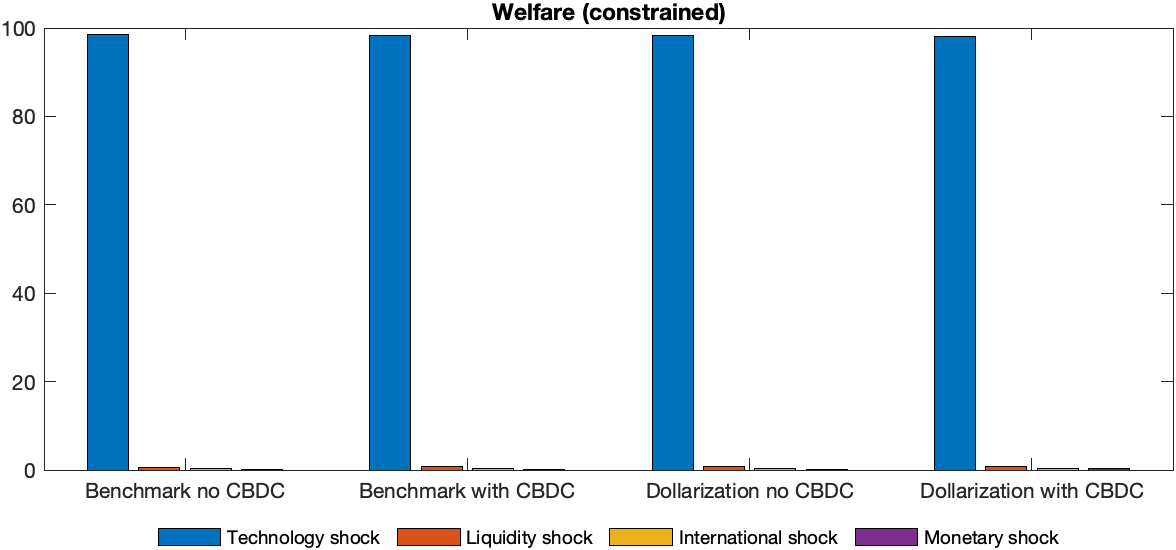 Welfare (constrained)
100
80
60
40
20
0
Benchmark no CBDC Benchmark with CBDC Dollarization no CBDC Dollarization with CBDC
Technology shock Liquidity shock International shock Monetary shock